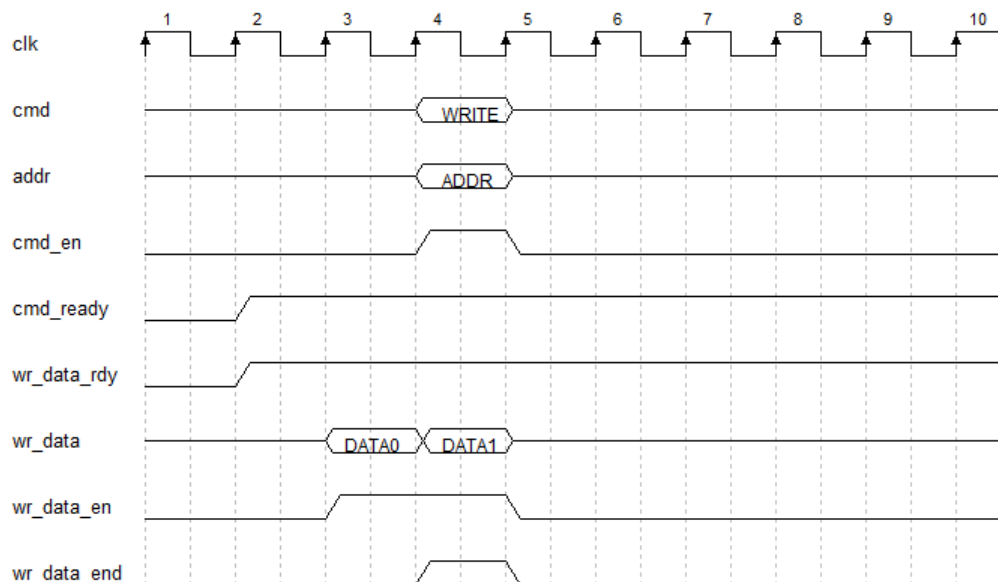 1 2 3 4 5 6 7 8 9 10
clk
cmd WRITE
addr ADDR
cmd_en
cmd_ready
wr_data_rdy
wr_data DATA0 DATA1
wr_data_en
wr_data_end